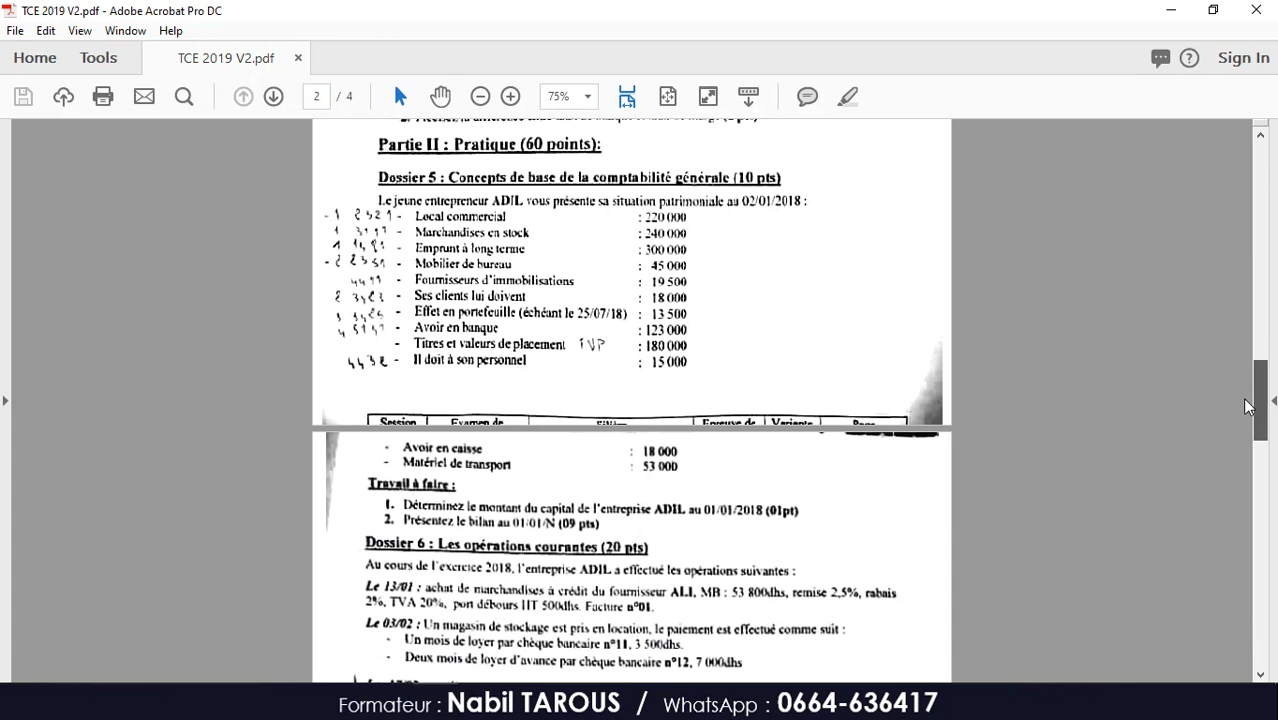 TCE 2019 V2.pdf - Adobe Acrobat Pro DC
File Edit View Window Help
Home Tools TCE 2019 V2.pdf × Sign In
2 / 4 75%
Partie II : Pratique (60 points):
Dossier 5 : Concepts de base de la comptabilité générale (10 pts)
Le jeune entrepreneur ADIL vous présente sa situation patrimoniale au 02/01/2018 :
- Local commercial : 220 000
- Marchandises en stock : 240 000
- Emprunt à long terme : 300 000
- Mobilier de bureau : 45 000
- Fournisseurs d'immobilisations : 19 500
- Ses clients lui doivent : 18 000
- Effet en portefeuille (échéant le 25/07/18) : 13 500
- Avoir en banque : 123 000
- Titres et valeurs de placement TVP : 180 000
4432 - Il doit à son personnel : 15 000
Session Examen de Epreuve de Variante Page
- Avoir en caisse : 18 000
- Matériel de transport : 53 000
Travail à faire :
1. Déterminez le montant du capital de l'entreprise ADIL au 01/01/2018 (01pt)
2. Présentez le bilan au 01/01/N (09 pts)
Dossier 6 : Les opérations courantes (20 pts)
Au cours de l'exercice 2018, l'entreprise ADIL a effectué les opérations suivantes :
Le 13/01 : achat de marchandises à crédit du fournisseur ALI, MB : 53 800dhs, remise 2,5%, rabais
2%, TVA 20%, port débours HT 500dhs. Facture n°01.
Le 03/02 : Un magasin de stockage est pris en location, le paiement est effectué comme suit :
- Un mois de loyer par chèque bancaire n°11, 3 500dhs.
- Deux mois de loyer d'avance par chèque bancaire n°12, 7 000dhs
Formateur : Nabil TAROUS / WhatsApp : 0664-636417